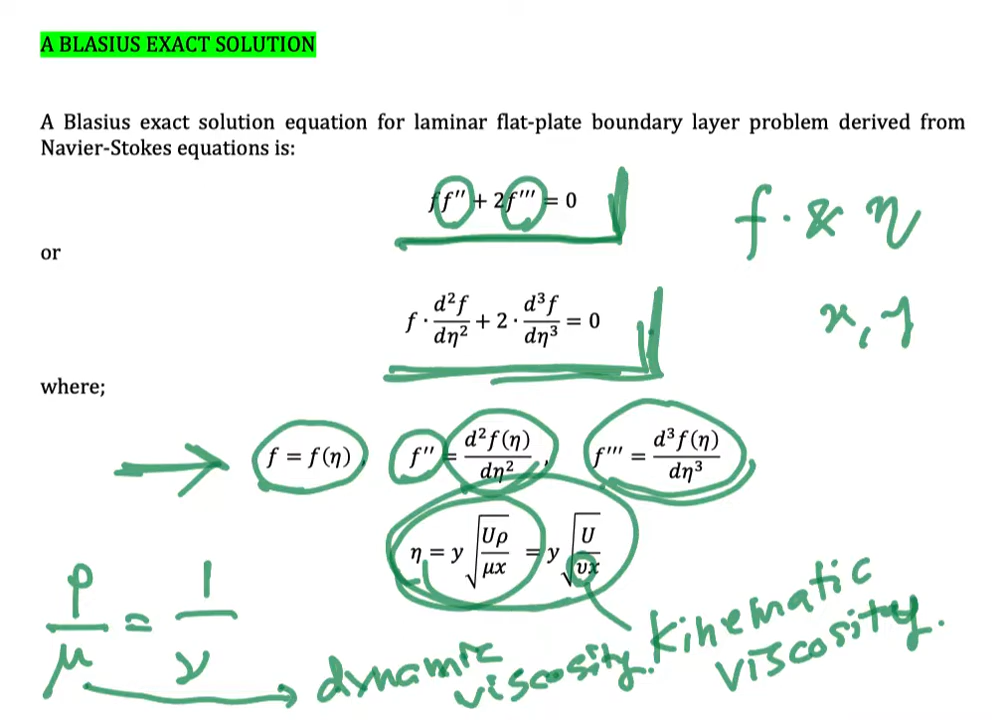 A BLASIUS EXACT SOLUTION
A Blasius exact solution equation for laminar flat-plate boundary layer problem derived from
Navier-Stokes equations is:
ff′′ + 2f′′′ = 0
f · & η
or
f · d²f/dη² + 2 · d³f/dη³ = 0
x, y
where;
f = f(η), f′′ = d²f(η)/dη², f′′′ = d³f(η)/dη³
η = y √(Uρ/μx) = y √(U/υx)
ρ/μ = 1/ν
dynamic viscosity. kinematic viscosity.